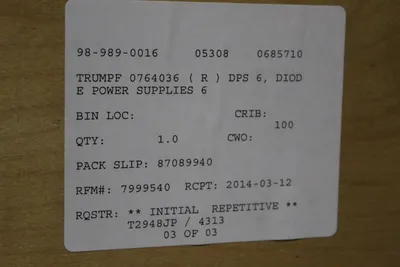 98-989-0016 05308 0685710
TRUMPF 0764036 ( R ) DPS 6, DIOD
E POWER SUPPLIES 6
BIN LOC: CRIB:
100
QTY: 1.0 CWO:
PACK SLIP: 87089940
RFM#: 7999540 RCPT: 2014-03-12
RQSTR: ** INITIAL REPETITIVE **
T2948JP / 4313
03 OF 03